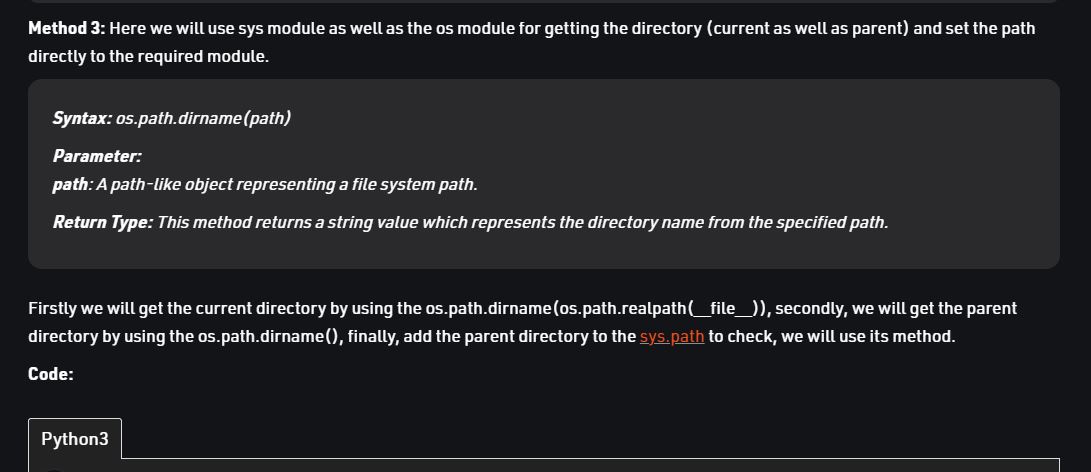 Method 3: Here we will use sys module as well as the os module for getting the directory (current as well as parent) and set the path
directly to the required module.
Syntax: os.path.dirname(path)
Parameter:
path: A path-like object representing a file system path.
Return Type: This method returns a string value which represents the directory name from the specified path.
Firstly we will get the current directory by using the os.path.dirname(os.path.realpath(__file__)), secondly, we will get the parent
directory by using the os.path.dirname(), finally, add the parent directory to the sys.path to check, we will use its method.
Code:
Python3